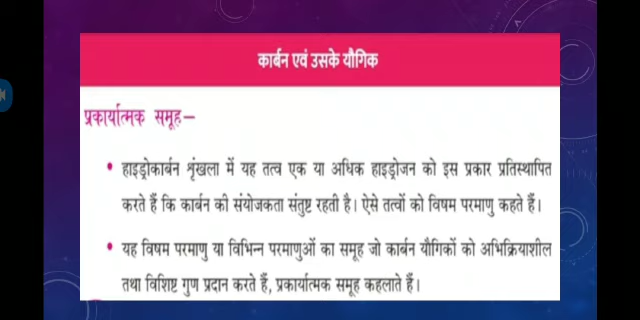 कार्बन एवं उसके यौगिक
प्रकार्यात्मक समूह–
• हाइड्रोकार्बन शृंखला में यह तत्व एक या अधिक हाइड्रोजन को इस प्रकार प्रतिस्थापित
करते हैं कि कार्बन की संयोजकता संतुष्ट रहती है। ऐसे तत्वों को विषम परमाणु कहते हैं।
• यह विषम परमाणु या विभिन्न परमाणुओं का समूह जो कार्बन यौगिकों को अभिक्रियाशील
तथा विशिष्ट गुण प्रदान करते हैं, प्रकार्यात्मक समूह कहलाते हैं।